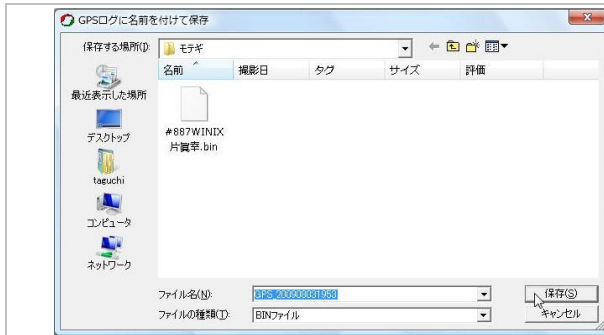 GPSログに名前を付けて保存
保存する場所(I):
モテギ
名前
撮影日
タグ
サイズ
評価
最近表示した場所
デスクトップ
taguchi
コンピュータ
ネットワーク
#887WINIX
片眞幸.bin
ファイル名(N):
GPS_200908031953
保存(S)
ファイルの種類(T):
BINファイル
キャンセル